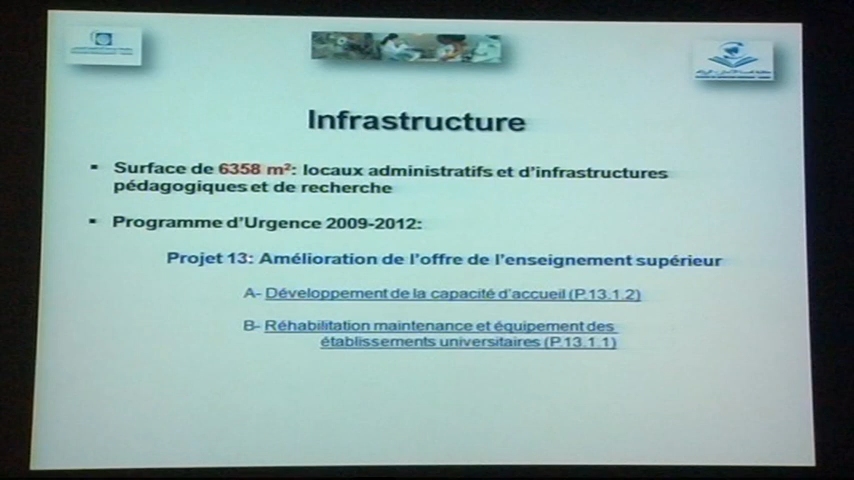 Infrastructure
▪ Surface de 6358 m²: locaux administratifs et d'infrastructures
pédagogiques et de recherche
▪ Programme d'Urgence 2009-2012:
Projet 13: Amélioration de l'offre de l'enseignement supérieur
A- Développement de la capacité d'accueil (P.13.1.2)
B- Réhabilitation maintenance et équipement des
établissements universitaires (P.13.1.1)